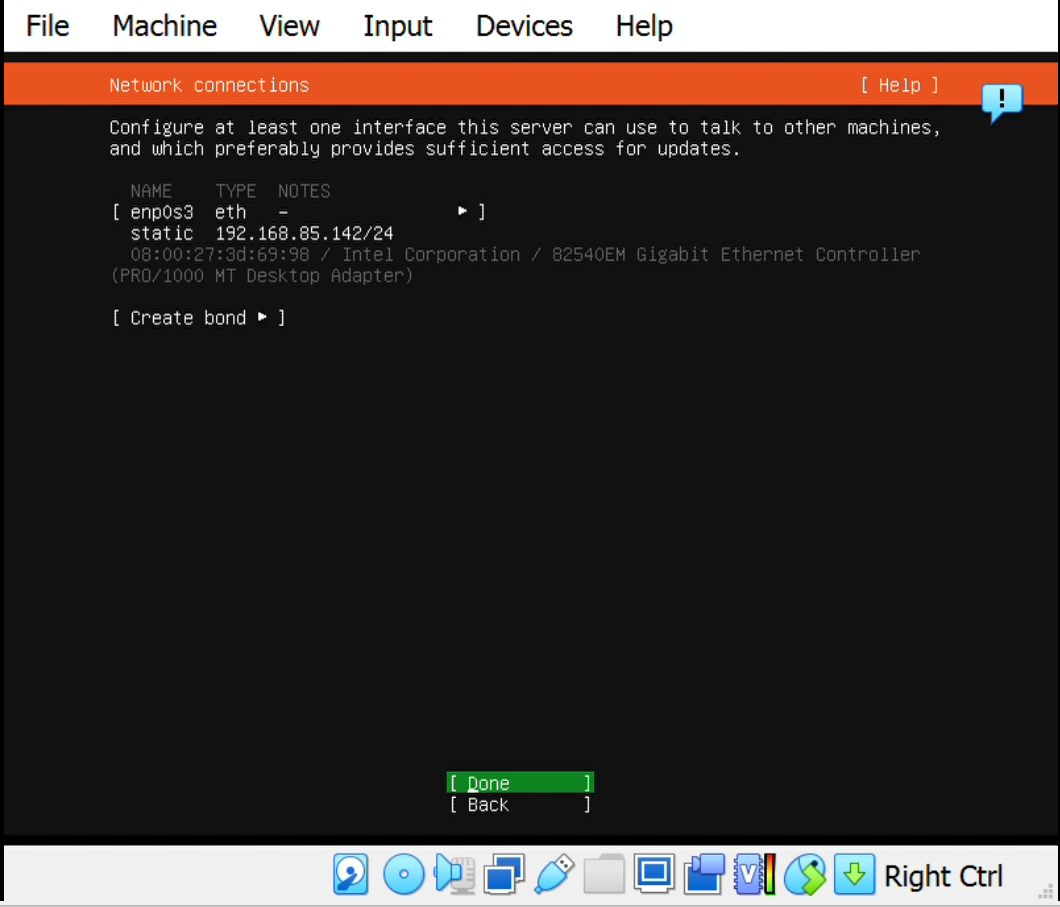 File Machine View Input Devices Help
Network connections [ Help ]
!
Configure at least one interface this server can use to talk to other machines,
and which preferably provides sufficient access for updates.
NAME TYPE NOTES
[ enp0s3 eth - ▸ ]
static 192.168.85.142/24
08:00:27:3d:69:98 / Intel Corporation / 82540EM Gigabit Ethernet Controller
(PRO/1000 MT Desktop Adapter)
[ Create bond ▸ ]
[ Done ]
[ Back ]
V
Right Ctrl